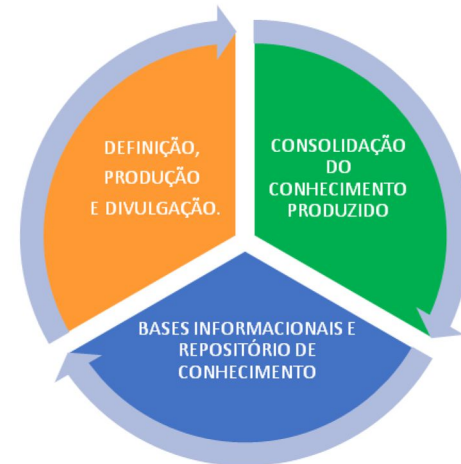 DEFINIÇÃO,
PRODUÇÃO
E DIVULGAÇÃO.
CONSOLIDAÇÃO
DO
CONHECIMENTO
PRODUZIDO
BASES INFORMACIONAIS E
REPOSITÓRIO DE
CONHECIMENTO